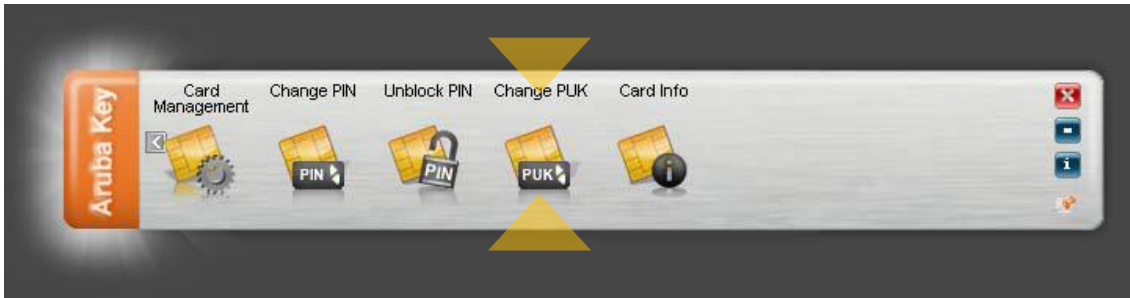 Aruba Key
Card
Management
Change PIN
Unblock PIN
Change PUK
Card Info
PIN
PIN
PUK
i
i